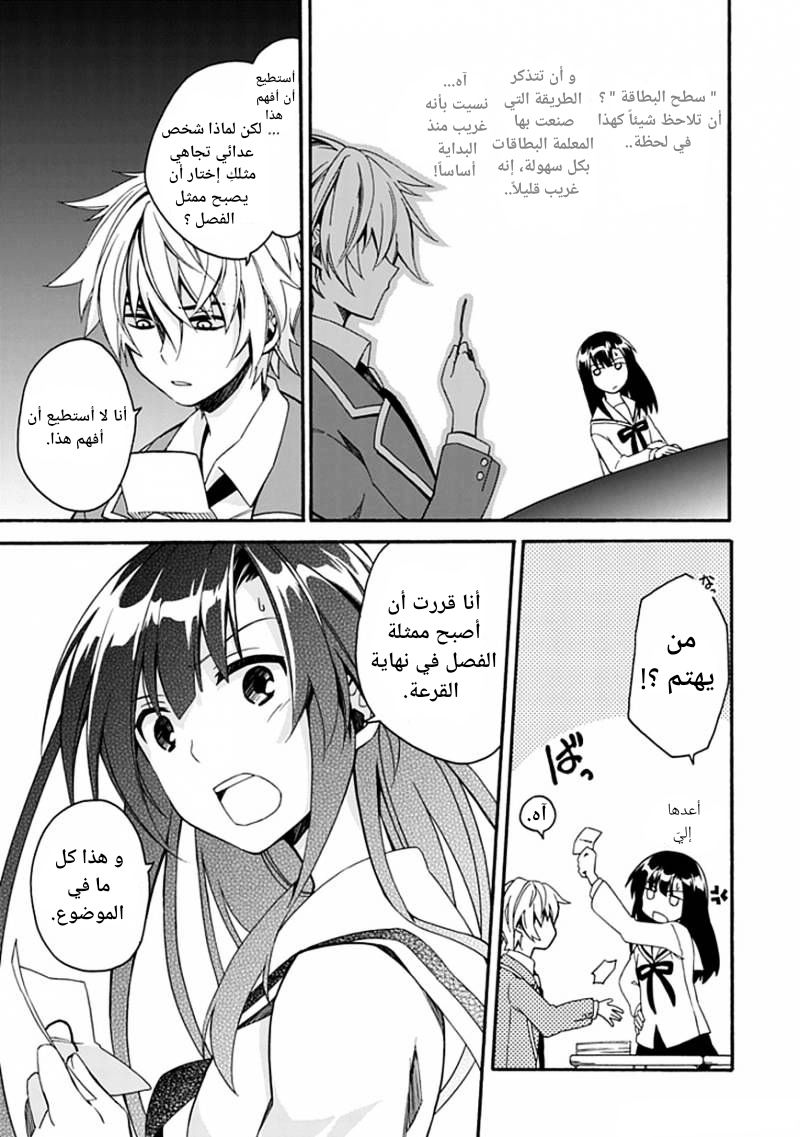 " سطح البطاقة " ؟
أن تلاحظ شيئاً كهذا
في لحظة..
و أن تتذكر
الطريقة التي
صنعت بها
المعلمة البطاقات
بكل سهولة، إنه
غريب قليلاً..
آه...
نسيت بأنه
غريب منذ
البداية
أساساً!
أستطيع
أن أفهم
هذا
... لكن لماذا شخص
عدائي تجاهي
مثلكِ إختار أن
يصبح ممثل
الفصل ؟
أنا لا أستطيع أن
أفهم هذا.
من
يهتم ؟!
ばっ
أعدها
إليَ
آه.
أنا قررت أن
أصبح ممثلة
الفصل في نهاية
القرعة.
و هذا كل
ما في
الموضوع.